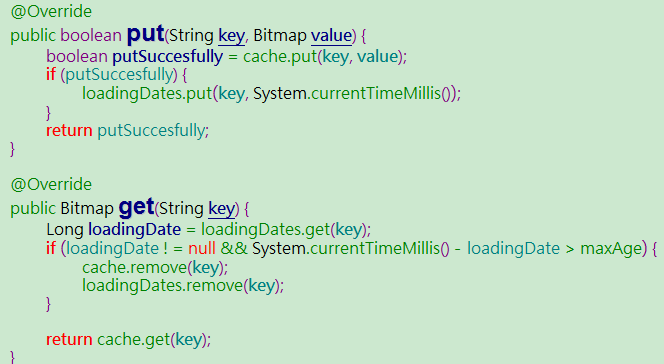 @Override
public boolean put(String key, Bitmap value) {
boolean putSuccesfully = cache.put(key, value);
if (putSuccesfully) {
loadingDates.put(key, System.currentTimeMillis());
}
return putSuccesfully;
}
@Override
public Bitmap get(String key) {
Long loadingDate = loadingDates.get(key);
if (loadingDate ! = null && System.currentTimeMillis() - loadingDate > maxAge) {
cache.remove(key);
loadingDates.remove(key);
}
return cache.get(key);
}